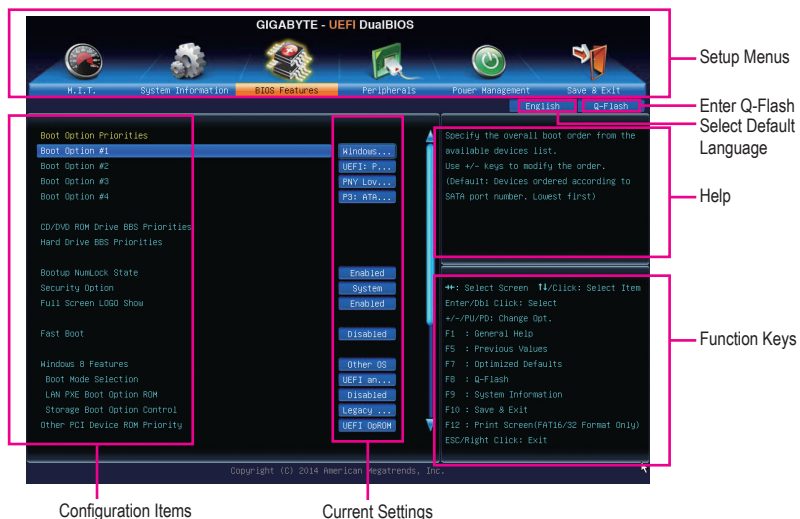 GIGABYTE - UEFI DualBIOS
M.I.T. System Information BIOS Features Peripherals Power Management Save & Exit
Setup Menus
English Q-Flash
Enter Q-Flash
Select Default
Language
Boot Option Priorities
Boot Option #1 Windows...
Boot Option #2 UEFI: P...
Boot Option #3 PNY Lov...
Boot Option #4 P3: ATA...
CD/DVD ROM Drive BBS Priorities
Hard Drive BBS Priorities
Bootup NumLock State Enabled
Security Option System
Full Screen LOGO Show Enabled
Fast Boot Disabled
Windows 8 Features Other OS
Boot Mode Selection UEFI an...
LAN PXE Boot Option ROM Disabled
Storage Boot Option Control Legacy ...
Other PCI Device ROM Priority UEFI OpROM
Specify the overall boot order from the
available devices list.
Use +/- keys to modify the order.
(Default: Devices ordered according to
SATA port number. Lowest first)
Help
→←: Select Screen ↑↓/Click: Select Item
Enter/Dbl Click: Select
+/-/PU/PD: Change Opt.
F1 : General Help
F5 : Previous Values
F7 : Optimized Defaults
F8 : Q-Flash
F9 : System Information
F10 : Save & Exit
F12 : Print Screen(FAT16/32 Format Only)
ESC/Right Click: Exit
Function Keys
Copyright (C) 2014 American Megatrends, Inc.
Configuration Items
Current Settings